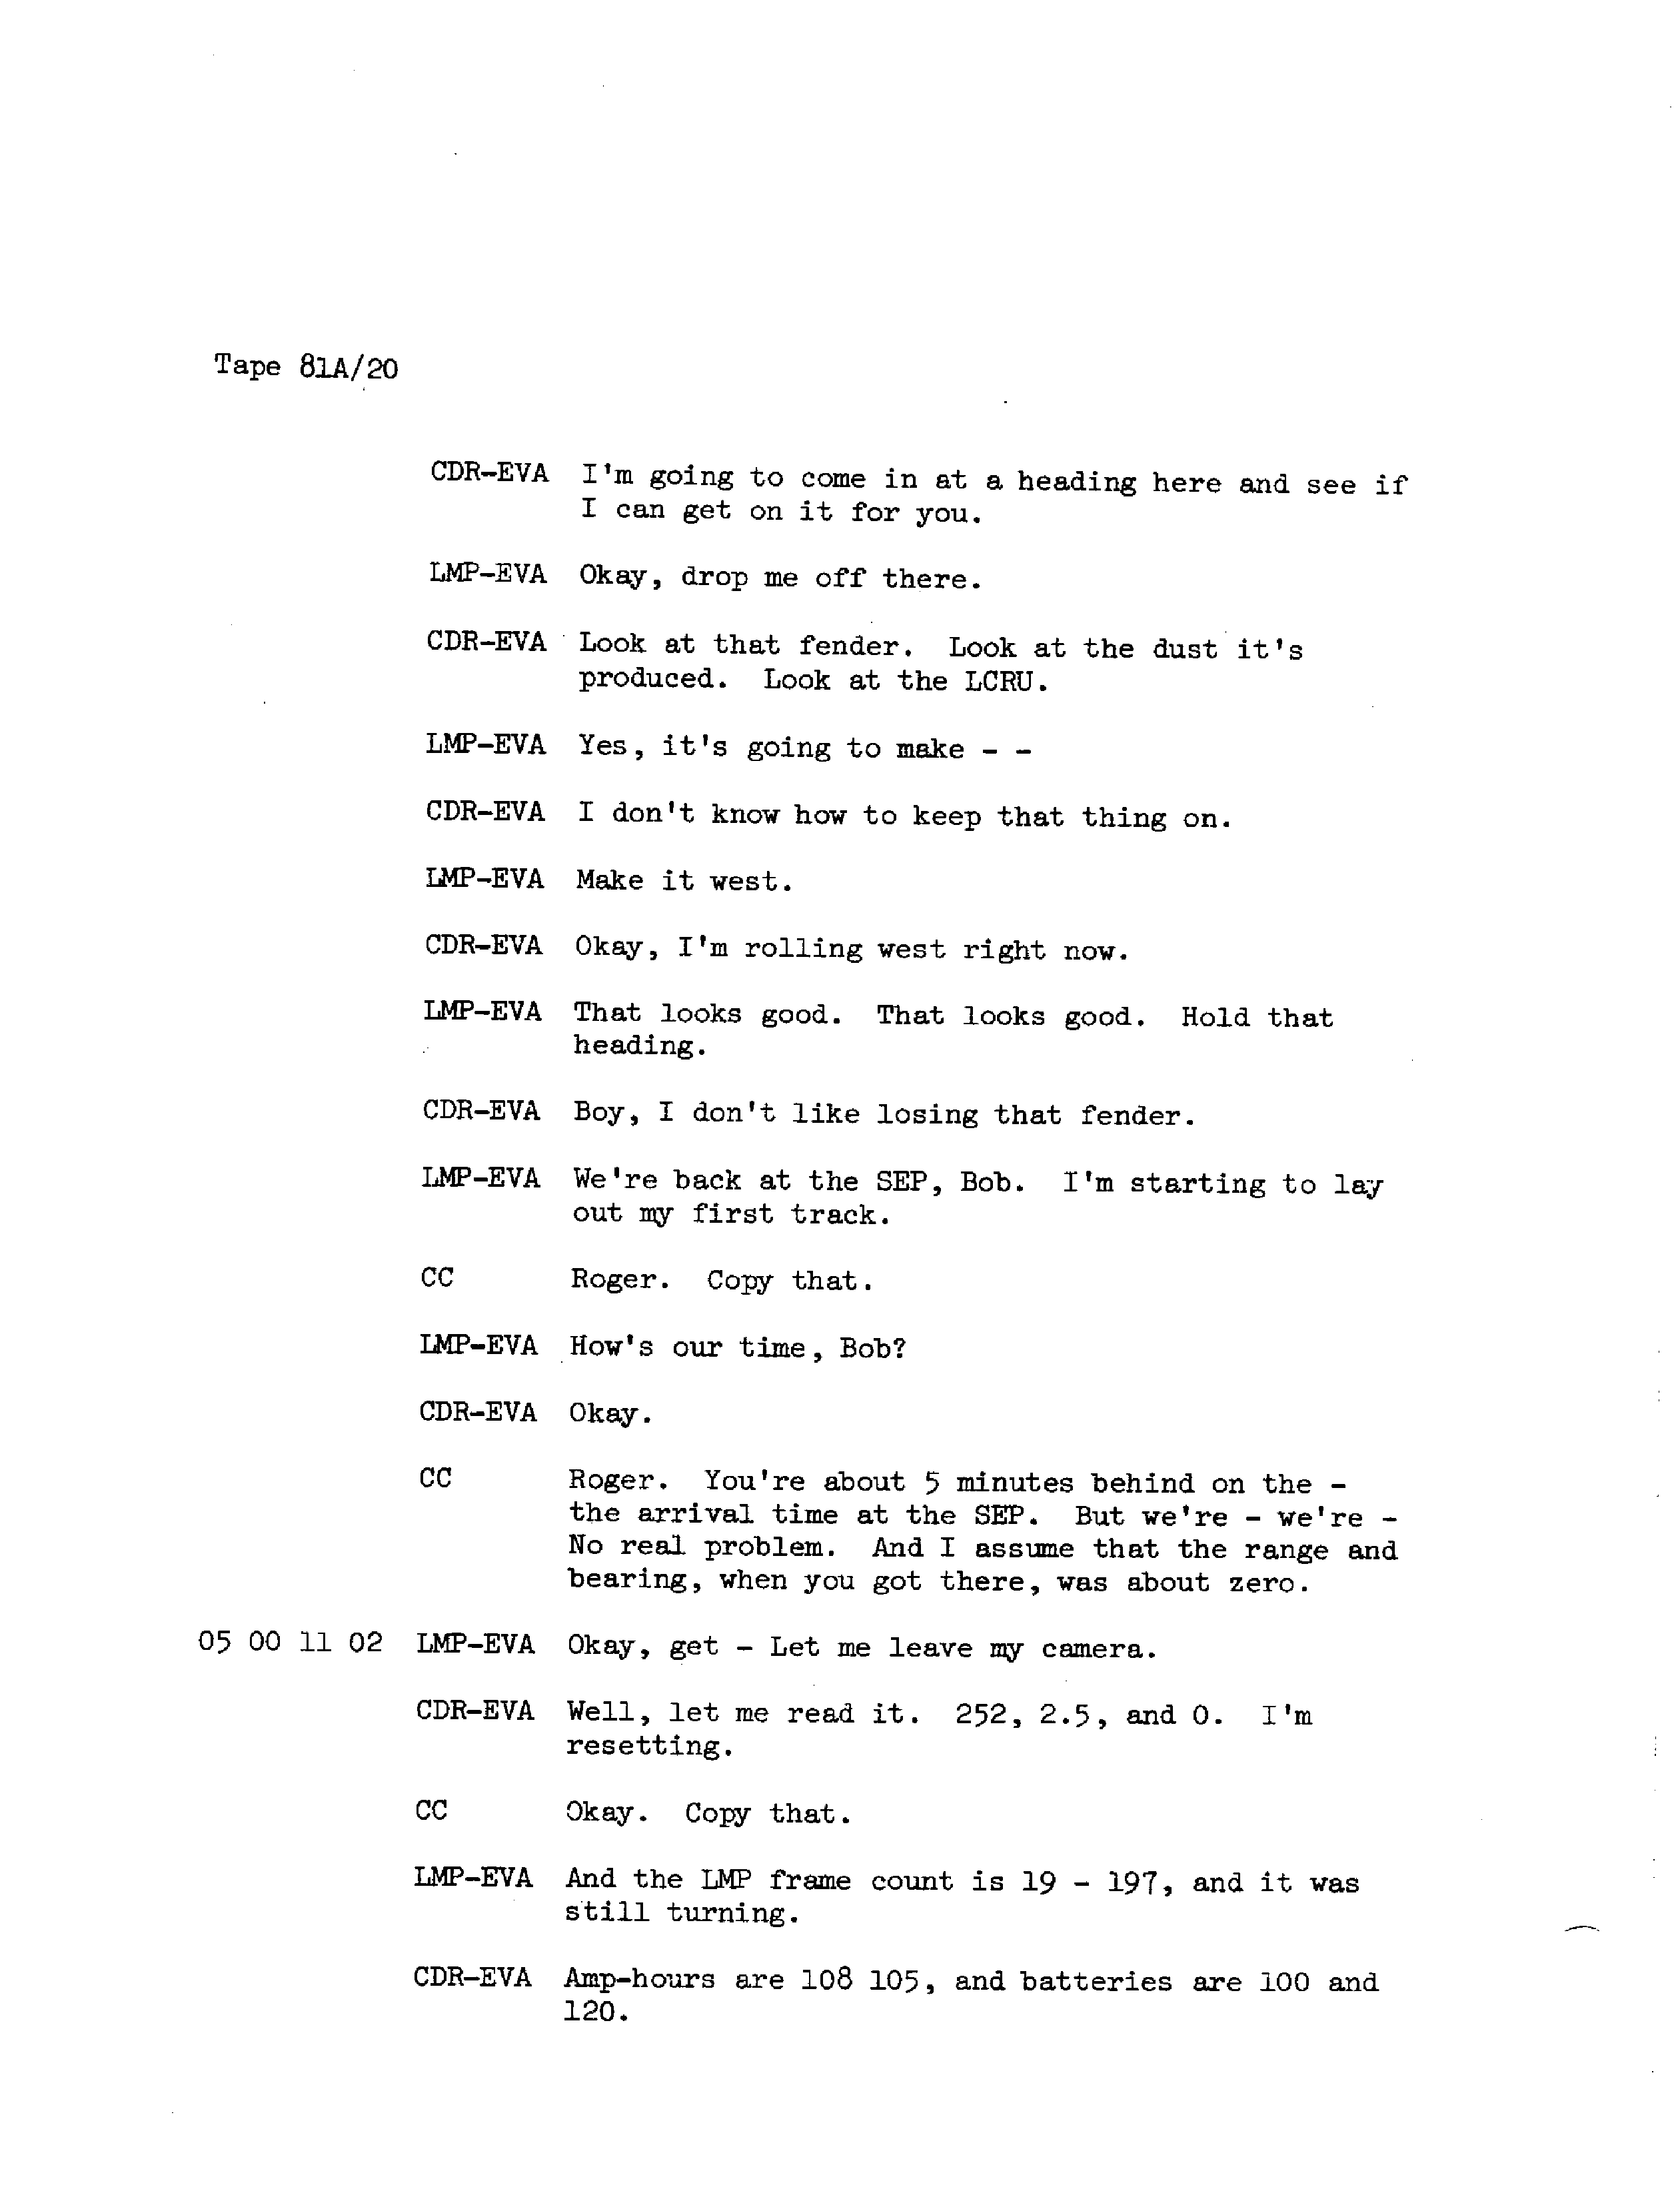 Tape 81A/20
CDR-EVA I'm going to come in at a heading here and see if
I can get on it for you.
LMP-EVA Okay, drop me off there.
CDR-EVA Look at that fender. Look at the dust it's
produced. Look at the LCRU.
LMP-EVA Yes, it's going to make - -
CDR-EVA I don't know how to keep that thing on.
LMP-EVA Make it west.
CDR-EVA Okay, I'm rolling west right now.
LMP-EVA That looks good. That looks good. Hold that
heading.
CDR-EVA Boy, I don't like losing that fender.
LMP-EVA We're back at the SEP, Bob. I'm starting to lay
out my first track.
CC Roger. Copy that.
LMP-EVA How's our time, Bob?
CDR-EVA Okay.
CC Roger. You're about 5 minutes behind on the -
the arrival time at the SEP. But we're - we're -
No real problem. And I assume that the range and
bearing, when you got there, was about zero.
05 00 11 02 LMP-EVA Okay, get - Let me leave my camera.
CDR-EVA Well, let me read it. 252, 2.5, and 0. I'm
resetting.
CC Okay. Copy that.
LMP-EVA And the LMP frame count is 19 - 197, and it was
still turning.
CDR-EVA Amp-hours are 108 105, and batteries are 100 and
120.